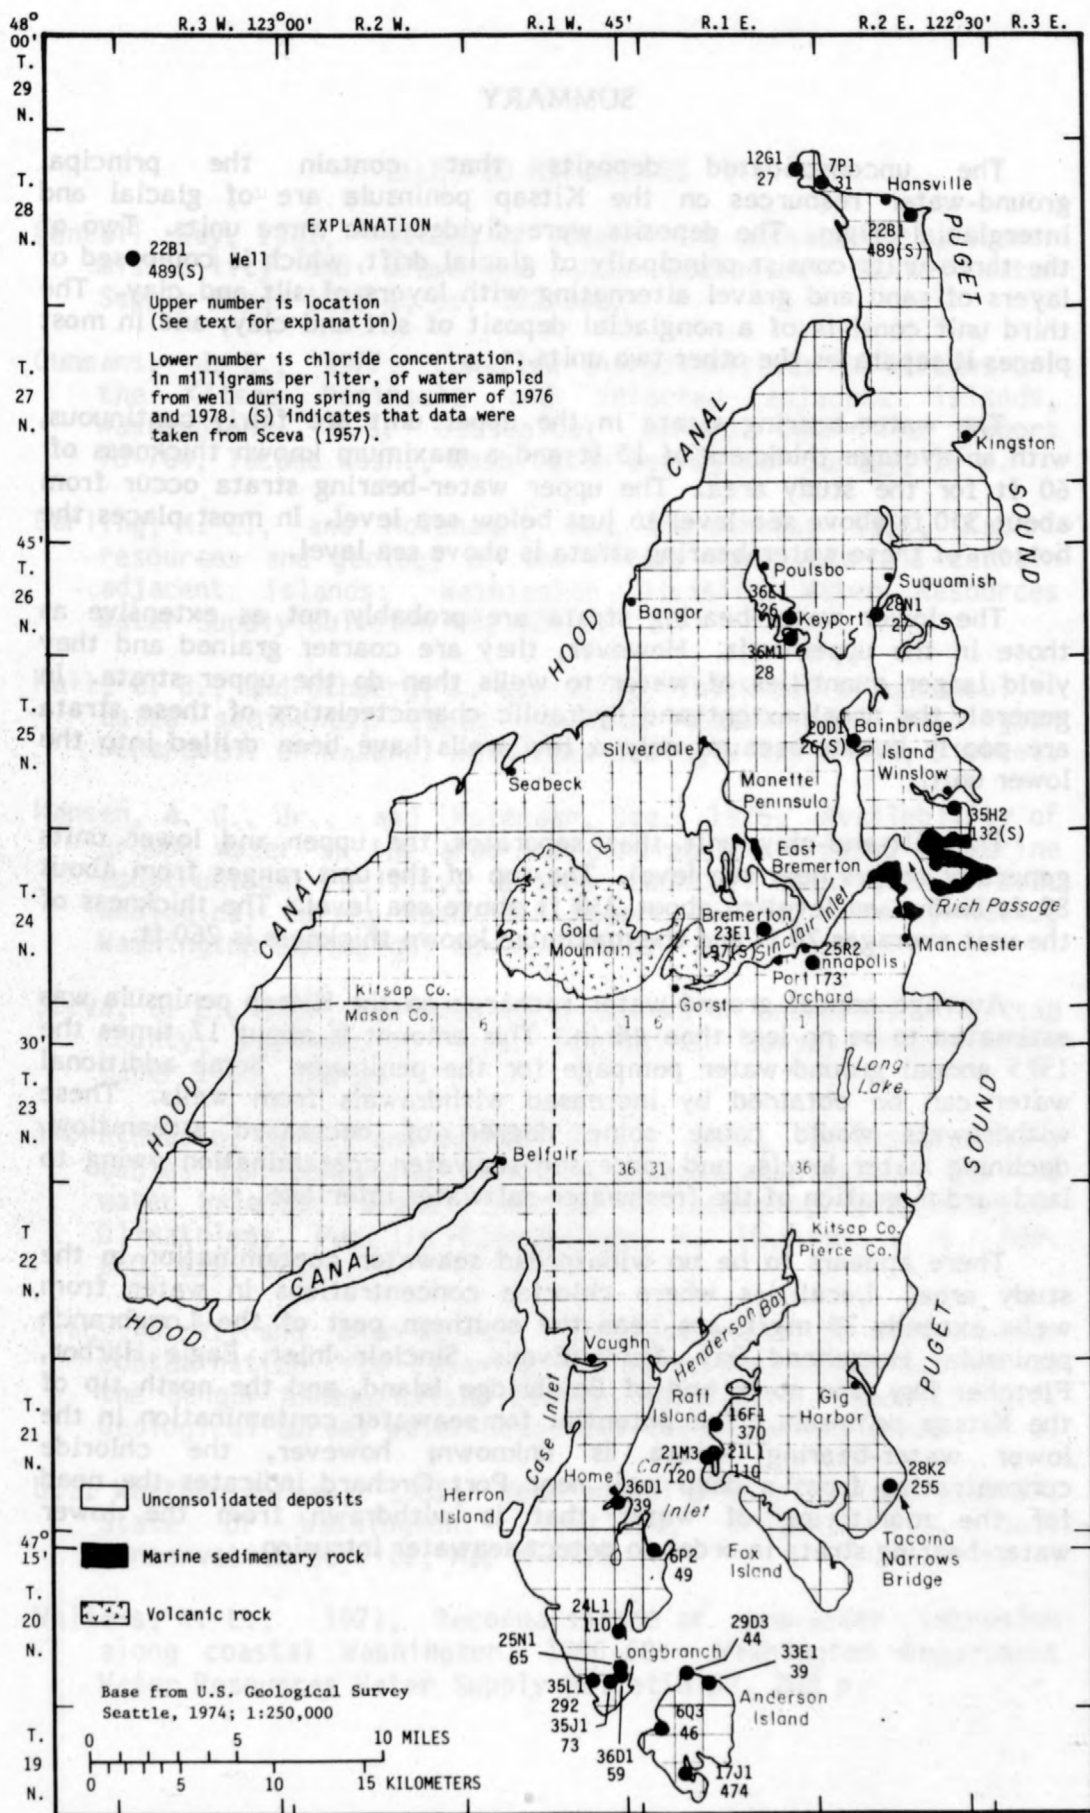 48° R.3 W. 123°00' R.2 W. R.1 W. 45' R.1 E. R.2 E. 122°30' R.3 E.
00'
T.
29
N.
T.
28
N.
12G1
27
7P1
31
Hansville
22B1
489(S)
PUGET
SOUND
EXPLANATION
22B1
489(S)
Well
Upper number is location
(See text for explanation)
Lower number is chloride concentration,
in milligrams per liter, of water sampled
from well during spring and summer of 1976
and 1978. (S) indicates that data were
taken from Sceva (1957).
T.
27
N.
CANAL
HOOD
Kingston
45'
T.
26
N.
Poulsbo
Suquamish
36E1
26
Bangor
Keyport
28N1
27
36M1
28
T.
25
N.
20D1
26(S)
Bainbridge
Island
Silverdale
Winslow
Seabeck
Manette
Peninsula
35H2
132(S)
East
Bremerton
T.
24
N.
CANAL
HOOD
Rich Passage
Bremerton
23E1
97(S)
Sinclair Inlet
Gold
Mountain
25R2
Manchester
Annapolis
Port
Orchard
173
Gorst
Kitsap Co.
Mason Co.
6
6
1
30'
T.
23
N.
Long
Lake
SOUND
PUGET
Belfair
36 31
36
T
22
N.
Kitsap Co.
Pierce Co.
CANAL
HOOD
Henderson Bay
Vaughn
T.
21
N.
Case Inlet
Raft
Island
Gig
Harbor
16F1
370
21M3
120
21L1
110
Carr
Inlet
28K2
255
Home
36D1
39
Herron
Island
Unconsolidated deposits
47°
15'
Marine sedimentary rock
6P2
49
Fox
Island
Tacoma
Narrows
Bridge
T.
20
N.
Volcanic rock
24L1
110
29D3
44
25N1
65
Longbranch
33E1
39
35L1
292
35J1
73
36D1
59
6Q3
46
Anderson
Island
17J1
474
Base from U.S. Geological Survey
Seattle, 1974; 1:250,000
T.
19
N.
0 5 10 MILES
0 5 10 15 KILOMETERS